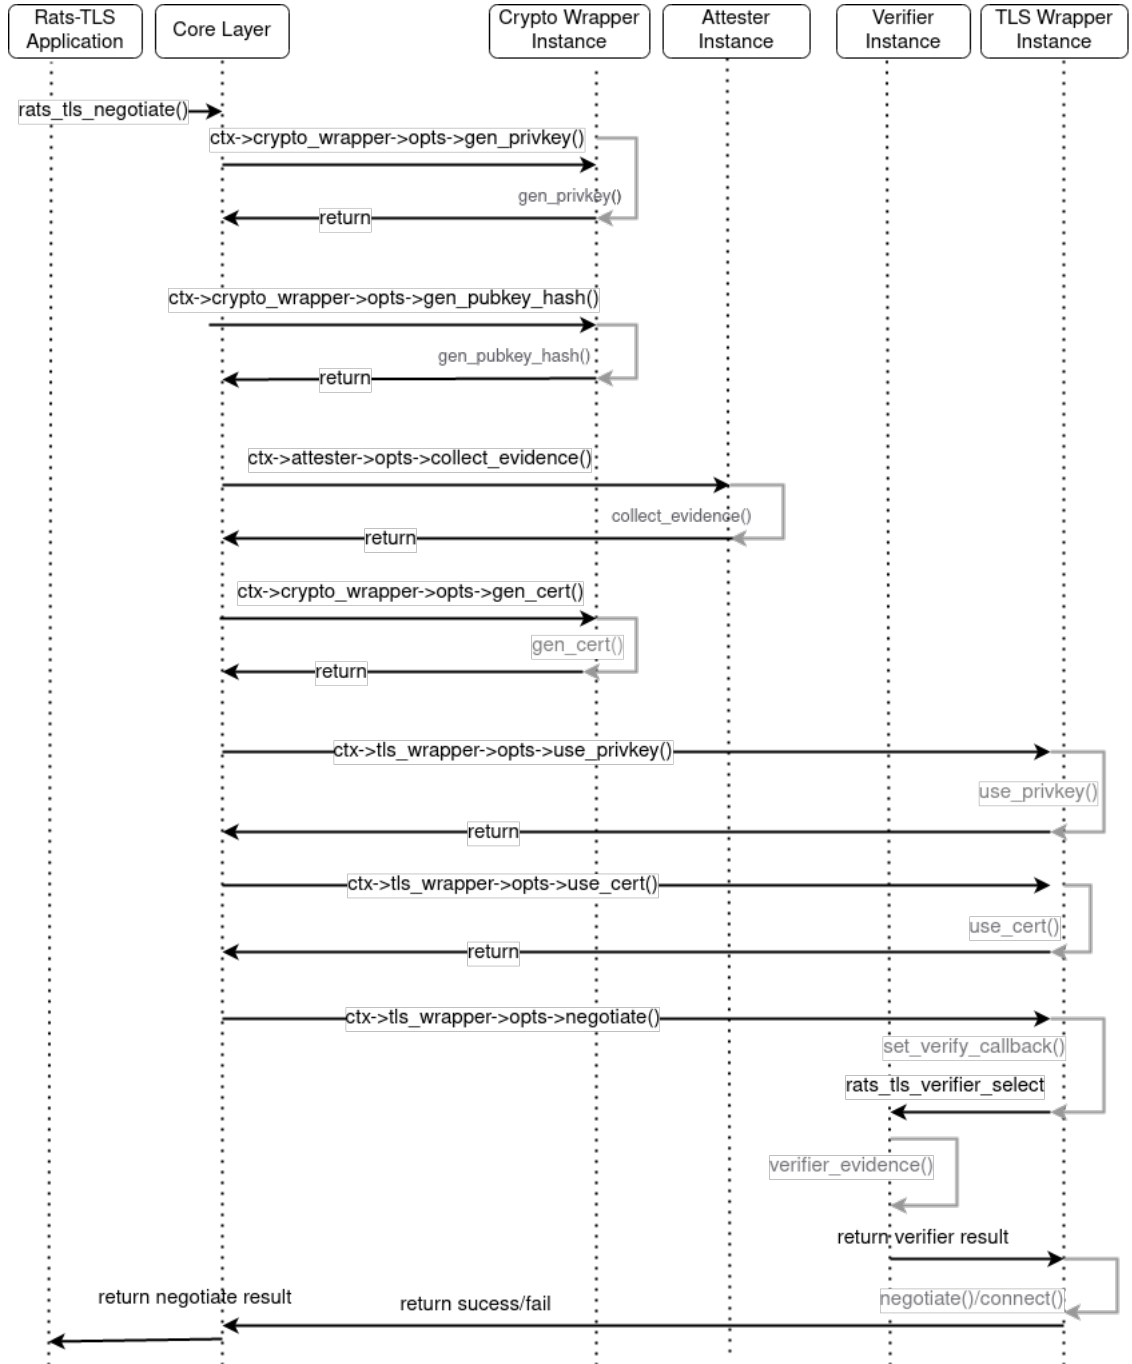 Rats-TLS
Application
Core Layer
Crypto Wrapper
Instance
Attester
Instance
Verifier
Instance
TLS Wrapper
Instance
rats_tls_negotiate()
ctx->crypto_wrapper->opts->gen_privkey()
gen_privkey()
return
ctx->crypto_wrapper->opts->gen_pubkey_hash()
gen_pubkey_hash()
return
ctx->attester->opts->collect_evidence()
collect_evidence()
return
ctx->crypto_wrapper->opts->gen_cert()
gen_cert()
return
ctx->tls_wrapper->opts->use_privkey()
use_privkey()
return
ctx->tls_wrapper->opts->use_cert()
use_cert()
return
ctx->tls_wrapper->opts->negotiate()
set_verify_callback()
rats_tls_verifier_select
verifier_evidence()
return verifier result
negotiate()/connect()
return sucess/fail
return negotiate result